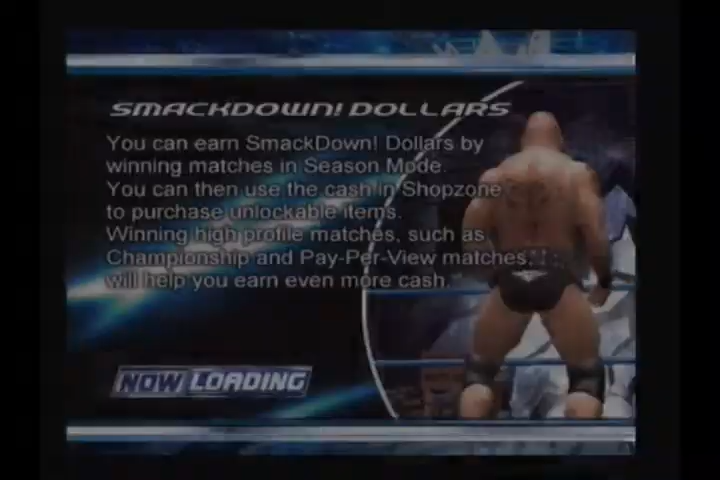 SMACKDOWN! DOLLARS
You can earn SmackDown! Dollars by
winning matches in Season Mode.
You can then use the cash in Shopzone
to purchase unlockable items.
Winning high profile matches, such as
Championship and Pay-Per-View matches,
will help you earn even more cash.
NOW LOADING